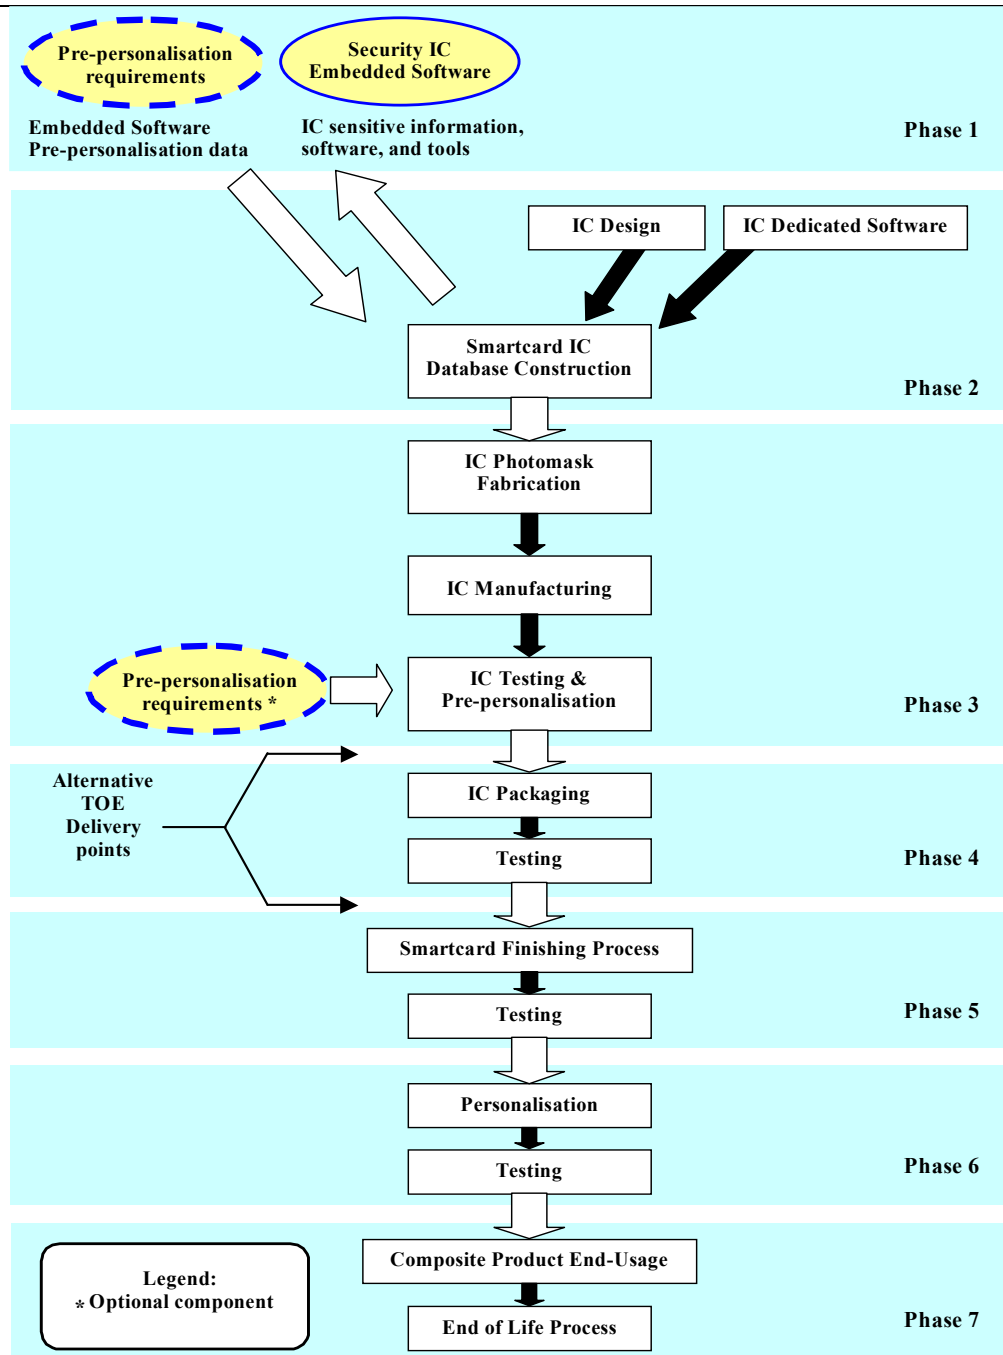 Pre-personalisation
requirements
Security IC
Embedded Software
Embedded Software
Pre-personalisation data
IC sensitive information,
software, and tools
Phase 1
IC Design
IC Dedicated Software
Smartcard IC
Database Construction
Phase 2
IC Photomask
Fabrication
IC Manufacturing
Pre-personalisation
requirements *
IC Testing &
Pre-personalisation
Phase 3
Alternative
TOE
Delivery
points
IC Packaging
Testing
Phase 4
Smartcard Finishing Process
Testing
Phase 5
Personalisation
Testing
Phase 6
Composite Product End-Usage
End of Life Process
Legend:
* Optional component
Phase 7